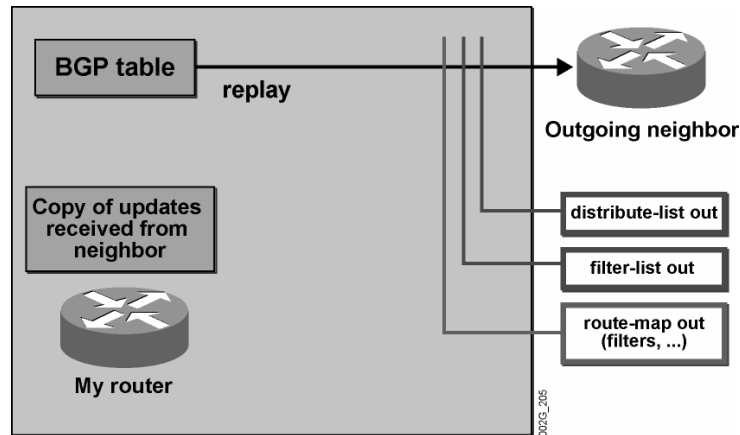 BGP table
replay
Outgoing neighbor
Copy of updates
received from
neighbor
My router
distribute-list out
filter-list out
route-map out
(filters, ...)
002G_205